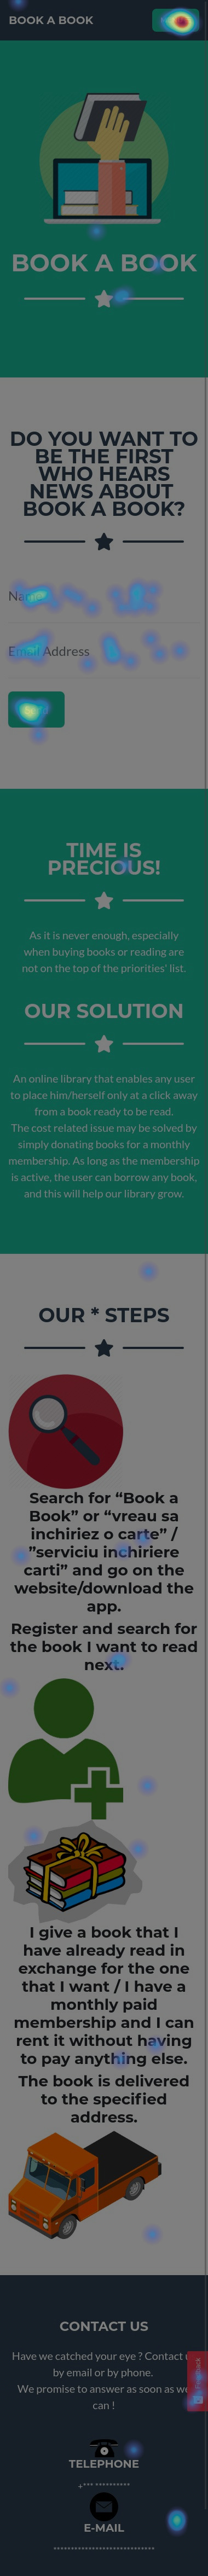 BOOK A BOOK
BOOK A BOOK
DO YOU WANT TO
BE THE FIRST
WHO HEARS
NEWS ABOUT
BOOK A BOOK?
Name
Email Address
TIME IS
PRECIOUS!
As it is never enough, especially
when buying books or reading are
not on the top of the priorities' list.
OUR SOLUTION
An online library that enables any user
to place him/herself only at a click away
from a book ready to be read.
The cost related issue may be solved by
simply donating books for a monthly
membership. As long as the membership
is active, the user can borrow any book,
and this will help our library grow.
OUR * STEPS
Search for “Book a
Book” or “vreau sa
inchiriez o carte” /
”serviciu inchiriere
carti” and go on the
website/download the
app.
Register and search for
the book I want to read
next.
I give a book that I
have already read in
exchange for the one
that I want / I have a
monthly paid
membership and I can
rent it without having
to pay anything else.
The book is delivered
to the specified
address.
CONTACT US
Have we catched your eye ? Contact
by email or by phone.
We promise to answer as soon as we
can !
TELEPHONE
+*** **********
E-MAIL